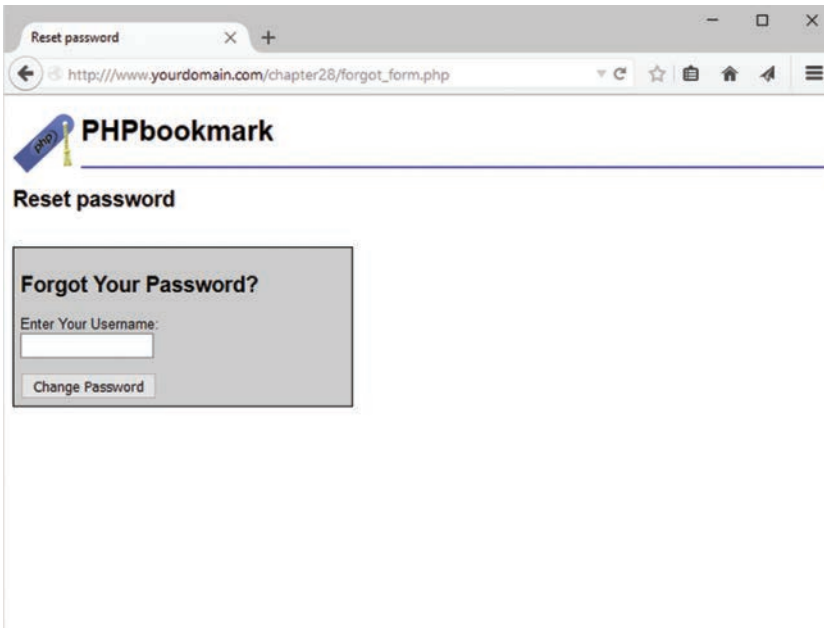 Reset password
http:///www.yourdomain.com/chapter28/forgot_form.php
php
PHPbookmark
Reset password
Forgot Your Password?
Enter Your Username:
Change Password